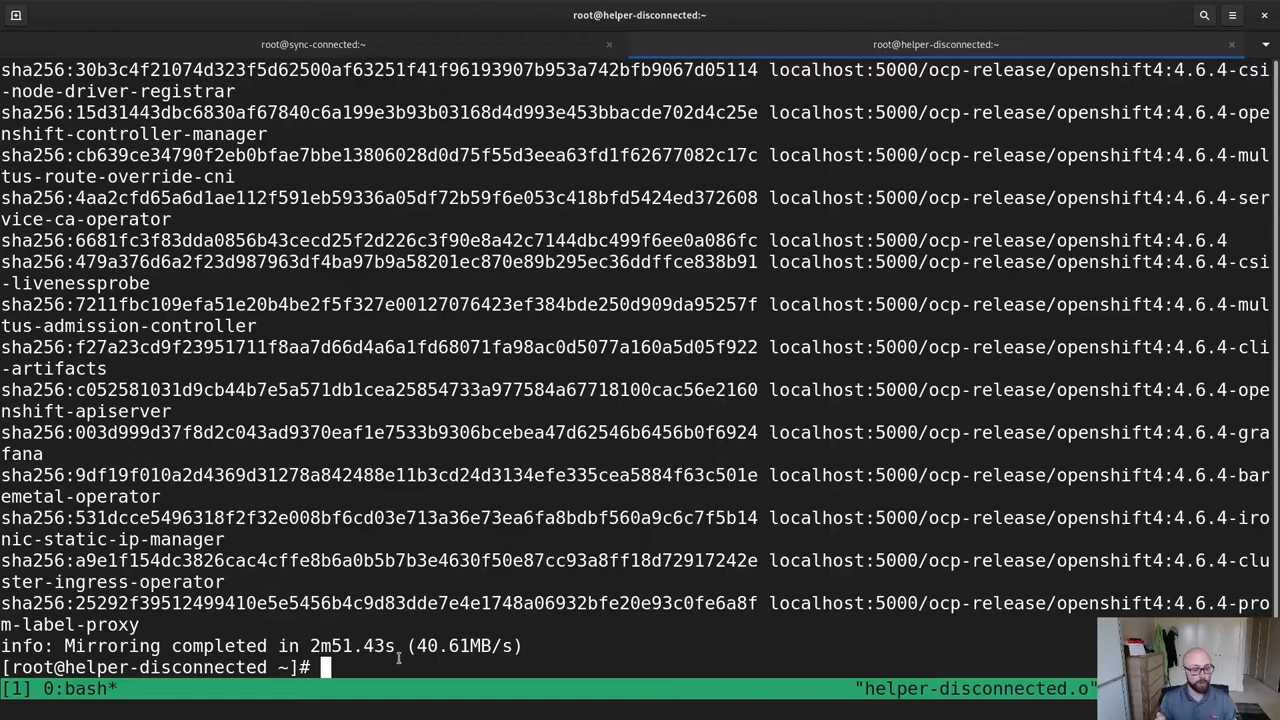 root@helper-disconnected:~
root@sync-connected:~
root@helper-disconnected:~
sha256:30b3c4f21074d323f5d62500af63251f41f96193907b953a742bfb9067d05114 localhost:5000/ocp-release/openshift4:4.6.4-csi
-node-driver-registrar
sha256:15d31443dbc6830af67840c6a199e3b93b03168d4d993e453bbacde702d4c25e localhost:5000/ocp-release/openshift4:4.6.4-ope
nshift-controller-manager
sha256:cb639ce34790f2eb0bfae7bbe13806028d0d75f55d3eea63fd1f62677082c17c localhost:5000/ocp-release/openshift4:4.6.4-mul
tus-route-override-cni
sha256:4aa2cfd65a6d1ae112f591eb59336a05df72b59f6e053c418bfd5424ed372608 localhost:5000/ocp-release/openshift4:4.6.4-ser
vice-ca-operator
sha256:6681fc3f83dda0856b43cecd25f2d226c3f90e8a42c7144dbc499f6ee0a086fc localhost:5000/ocp-release/openshift4:4.6.4
sha256:479a376d6a2f23d987963df4ba97b9a58201ec870e89b295ec36ddffce838b91 localhost:5000/ocp-release/openshift4:4.6.4-csi
-livenessprobe
sha256:7211fbc109efa51e20b4be2f5f327e00127076423ef384bde250d909da95257f localhost:5000/ocp-release/openshift4:4.6.4-mul
tus-admission-controller
sha256:f27a23cd9f23951711f8aa7d66d4a6a1fd68071fa98ac0d5077a160a5d05f922 localhost:5000/ocp-release/openshift4:4.6.4-cli
-artifacts
sha256:c052581031d9cb44b7e5a571db1cea25854733a977584a67718100cac56e2160 localhost:5000/ocp-release/openshift4:4.6.4-ope
nshift-apiserver
sha256:003d999d37f8d2c043ad9370eaf1e7533b9306bcebea47d62546b6456b0f6924 localhost:5000/ocp-release/openshift4:4.6.4-gra
fana
sha256:9df19f010a2d4369d31278a842488e11b3cd24d3134efe335cea5884f63c501e localhost:5000/ocp-release/openshift4:4.6.4-bar
emetal-operator
sha256:531dcce5496318f2f32e008bf6cd03e713a36e73ea6fa8bdbf560a9c6c7f5b14 localhost:5000/ocp-release/openshift4:4.6.4-iro
nic-static-ip-manager
sha256:a9e1f154dc3826cac4cffe8b6a0b5b7b3e4630f50e87cc93a8ff18d72917242e localhost:5000/ocp-release/openshift4:4.6.4-clu
ster-ingress-operator
sha256:25292f39512499410e5e5456b4c9d83dde7e4e1748a06932bfe20e93c0fe6a8f localhost:5000/ocp-release/openshift4:4.6.4-pro
m-label-proxy
info: Mirroring completed in 2m51.43s (40.61MB/s)
[root@helper-disconnected ~]#
[1] 0:bash* "helper-disconnected.o"